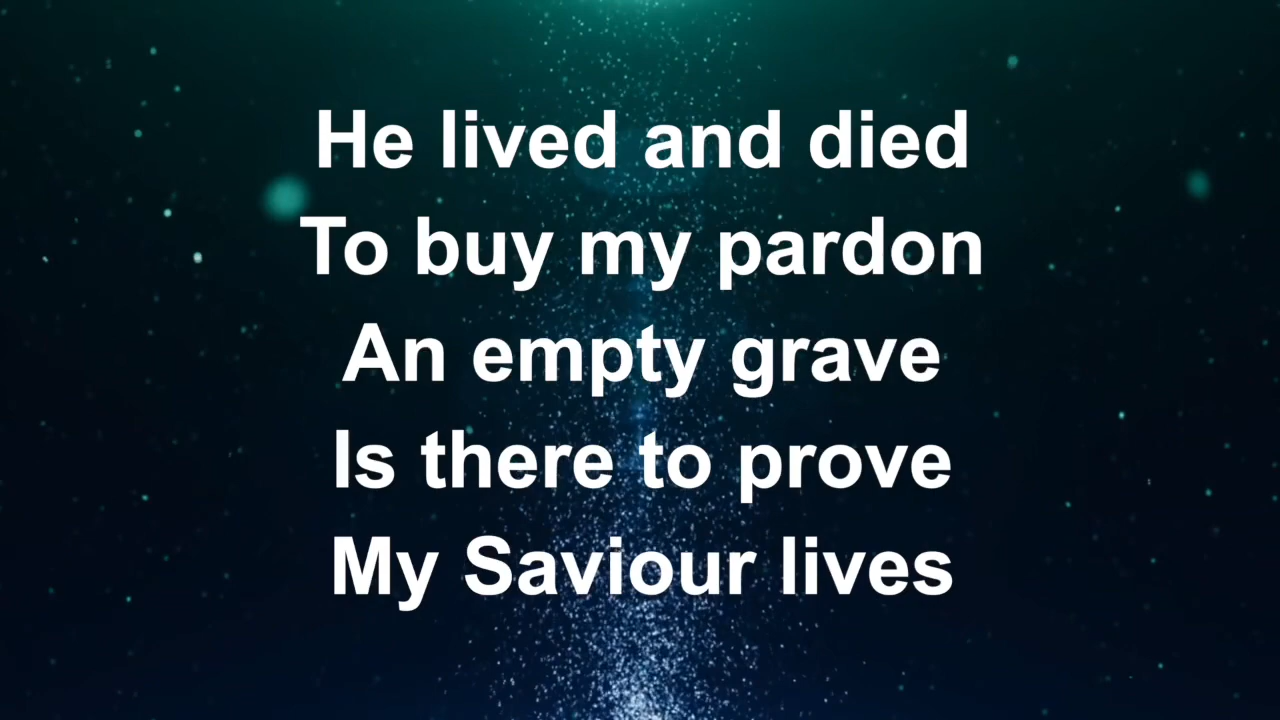 He lived and died
To buy my pardon
An empty grave
Is there to prove
My Saviour lives